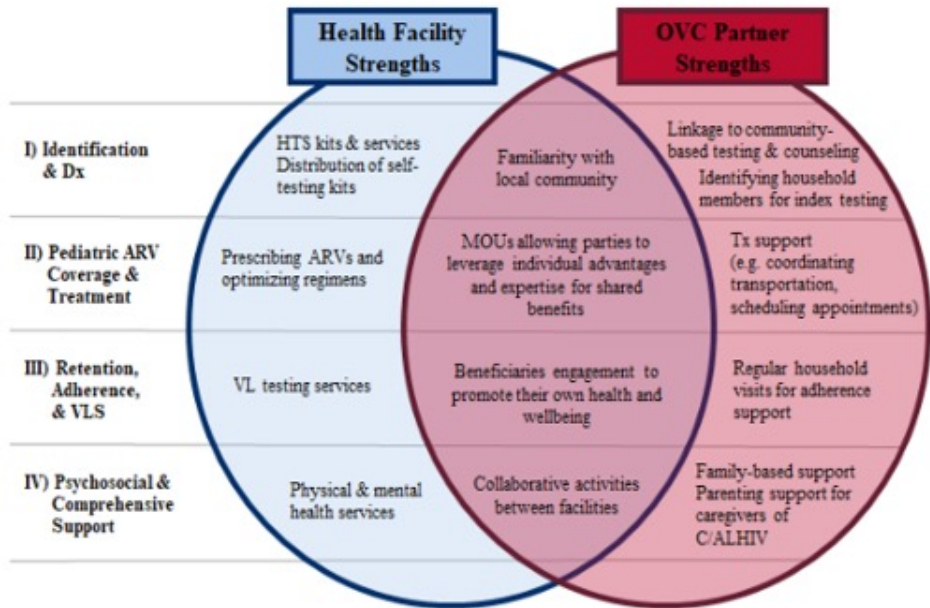 Health Facility
Strengths
OVC Partner
Strengths
I) Identification
& Dx
HTS kits & services
Distribution of self-
testing kits
Familiarity with
local community
Linkage to community-
based testing & counseling
Identifying household
members for index testing
II) Pediatric ARV
Coverage &
Treatment
Prescribing ARVs and
optimizing regimens
MOUs allowing parties to
leverage individual advantages
and expertise for shared
benefits
Tx support
(e.g. coordinating
transportation,
scheduling appointments)
III) Retention,
Adherence,
& VLS
VL testing services
Beneficiaries engagement to
promote their own health and
wellbeing
Regular household
visits for adherence
support
IV) Psychosocial &
Comprehensive
Support
Physical & mental
health services
Collaborative activities
between facilities
Family-based support
Parenting support for
caregivers of
C/ALHIV